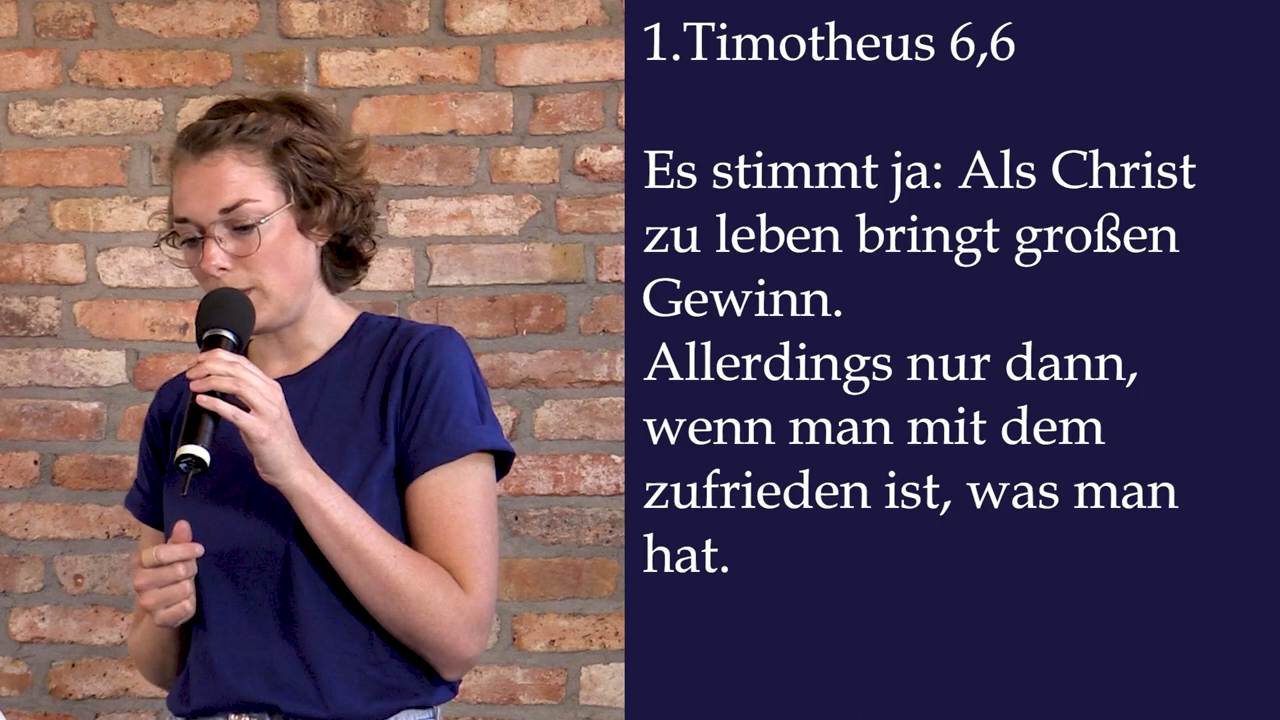 1.Timotheus 6,6
Es stimmt ja: Als Christ
zu leben bringt großen
Gewinn.
Allerdings nur dann,
wenn man mit dem
zufrieden ist, was man
hat.